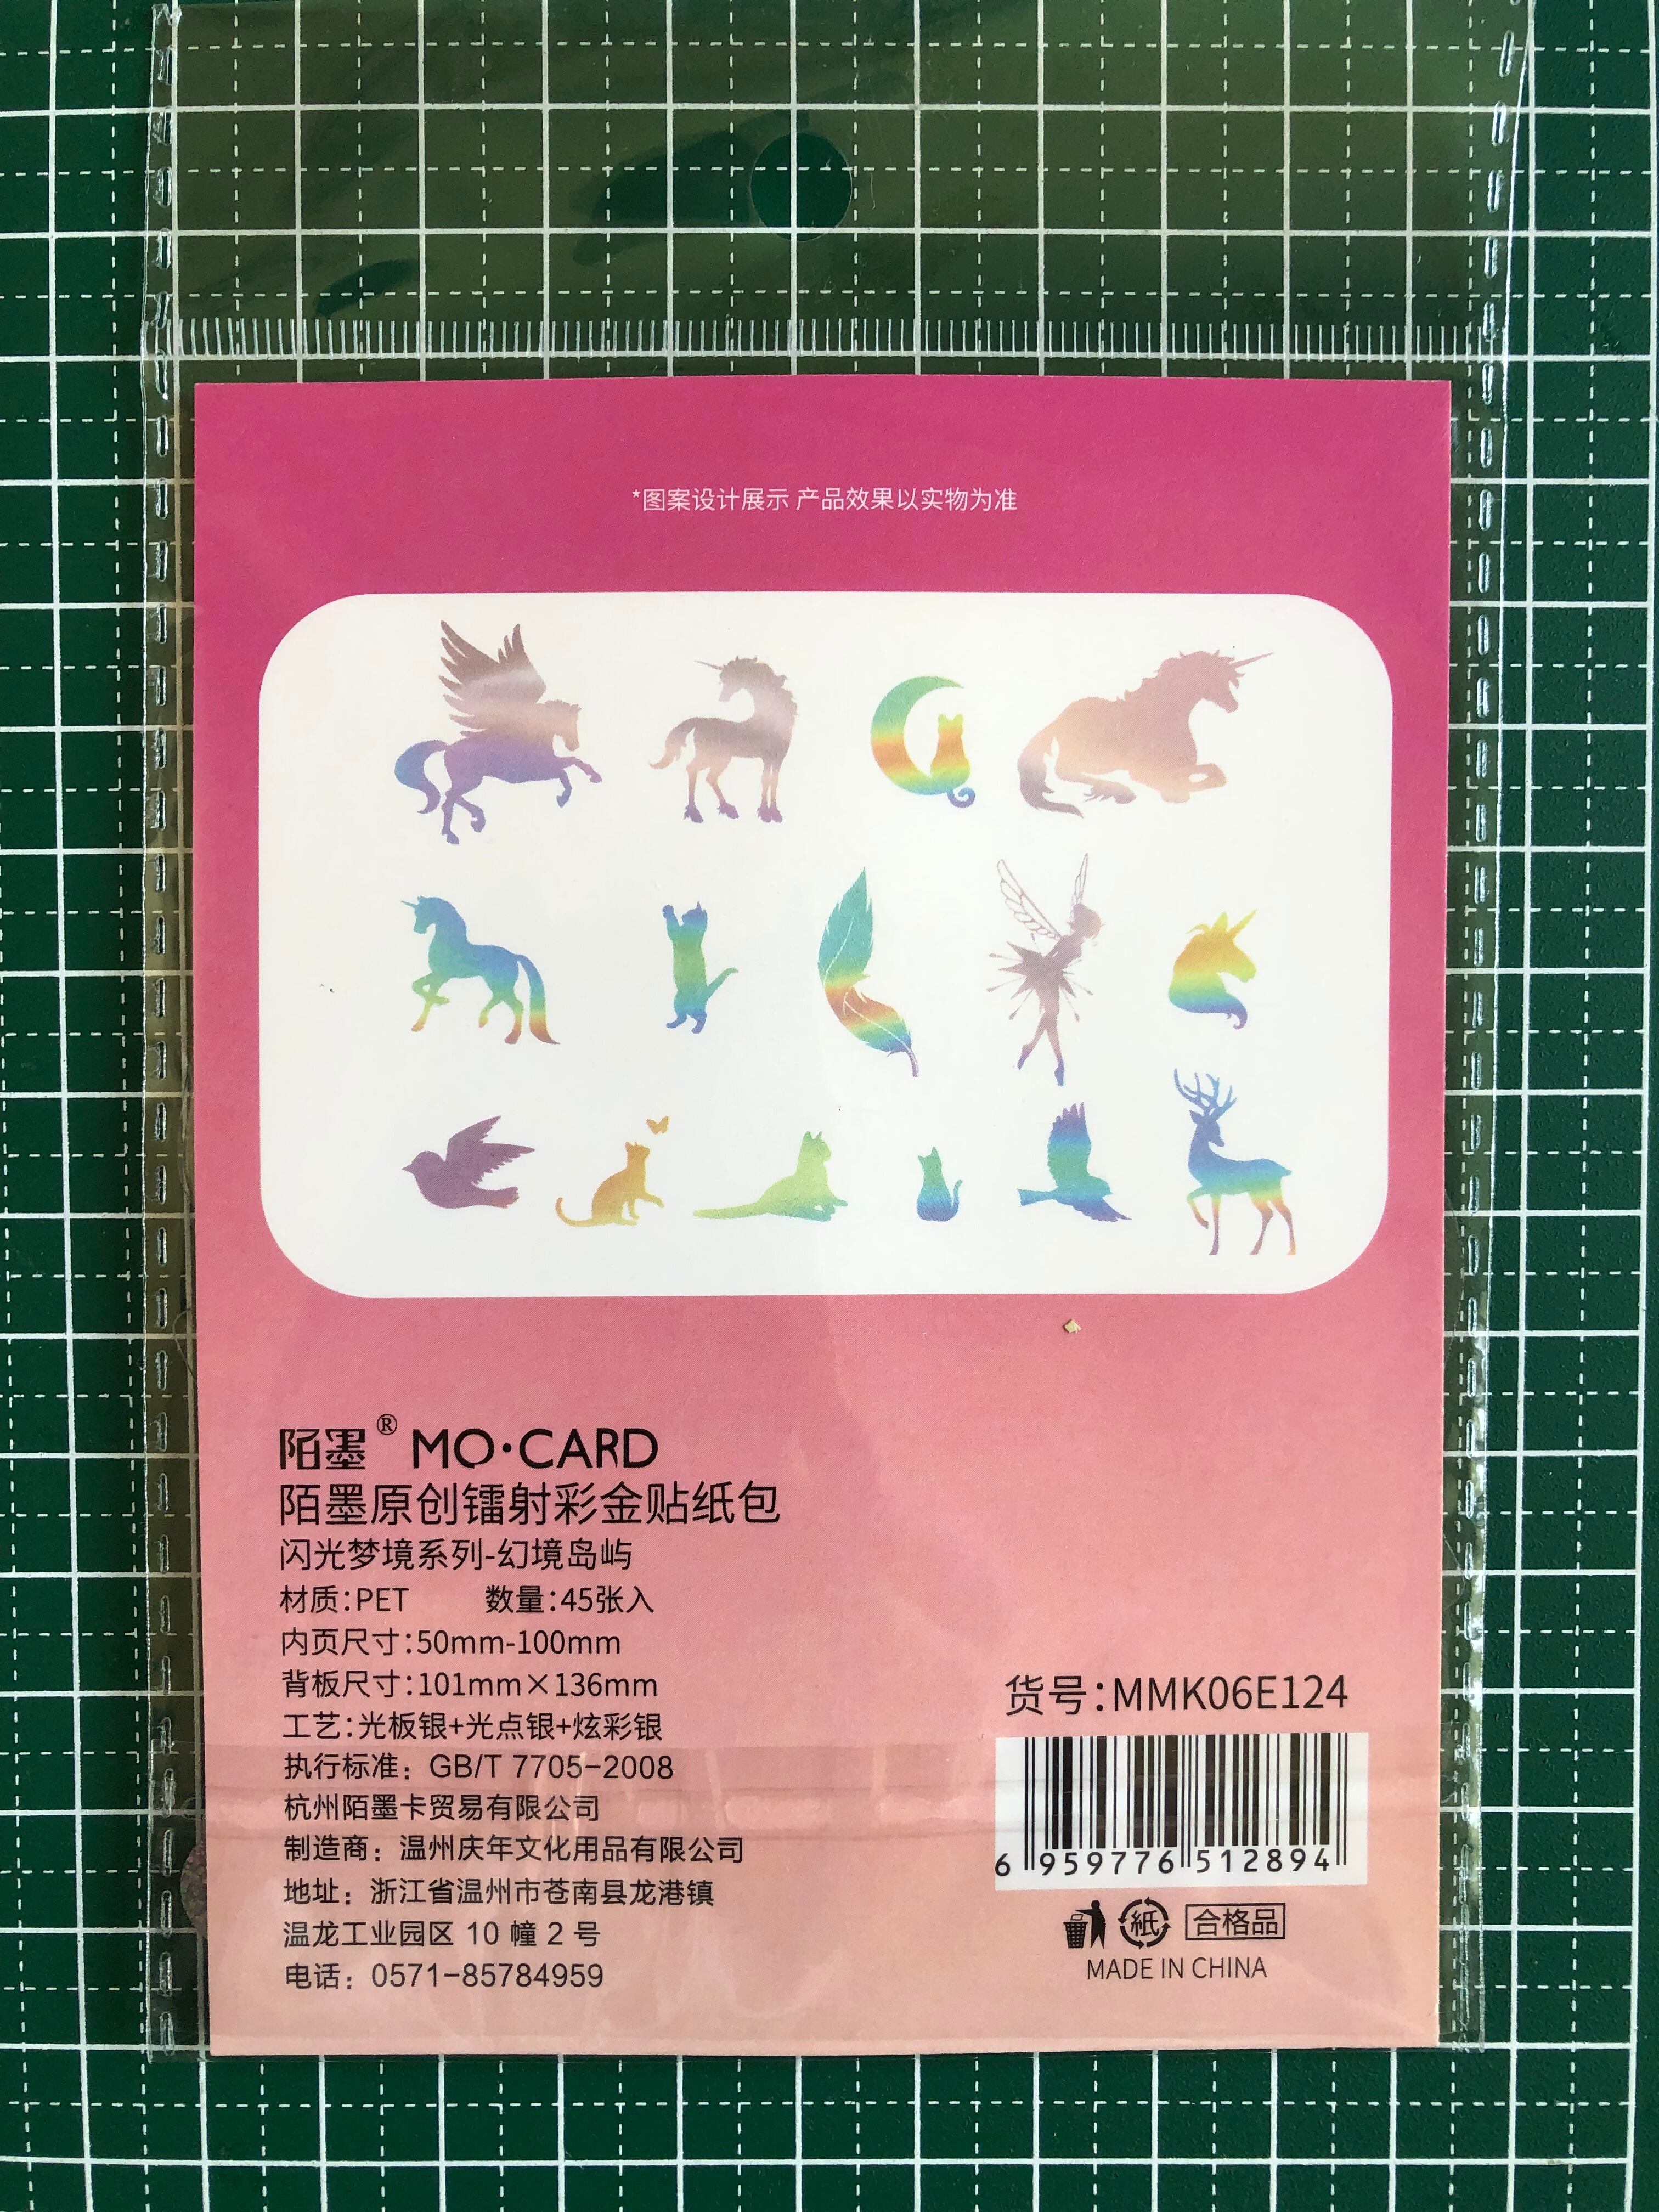 *图案设计展示 产品效果以实物为准
陌墨® MO·CARD
陌墨原创镭射彩金贴纸包
闪光梦境系列-幻境岛屿
材质:PET 数量:45张入
内页尺寸:50mm-100mm
背板尺寸:101mm×136mm
工艺:光板银+光点银+炫彩银
执行标准: GB/T 7705-2008
杭州陌墨卡贸易有限公司
制造商: 温州庆年文化用品有限公司
地址: 浙江省温州市苍南县龙港镇
温龙工业园区 10 幢 2 号
电话: 0571-85784959
货号:MMK06E124
6 959776 512894
紙 合格品
MADE IN CHINA